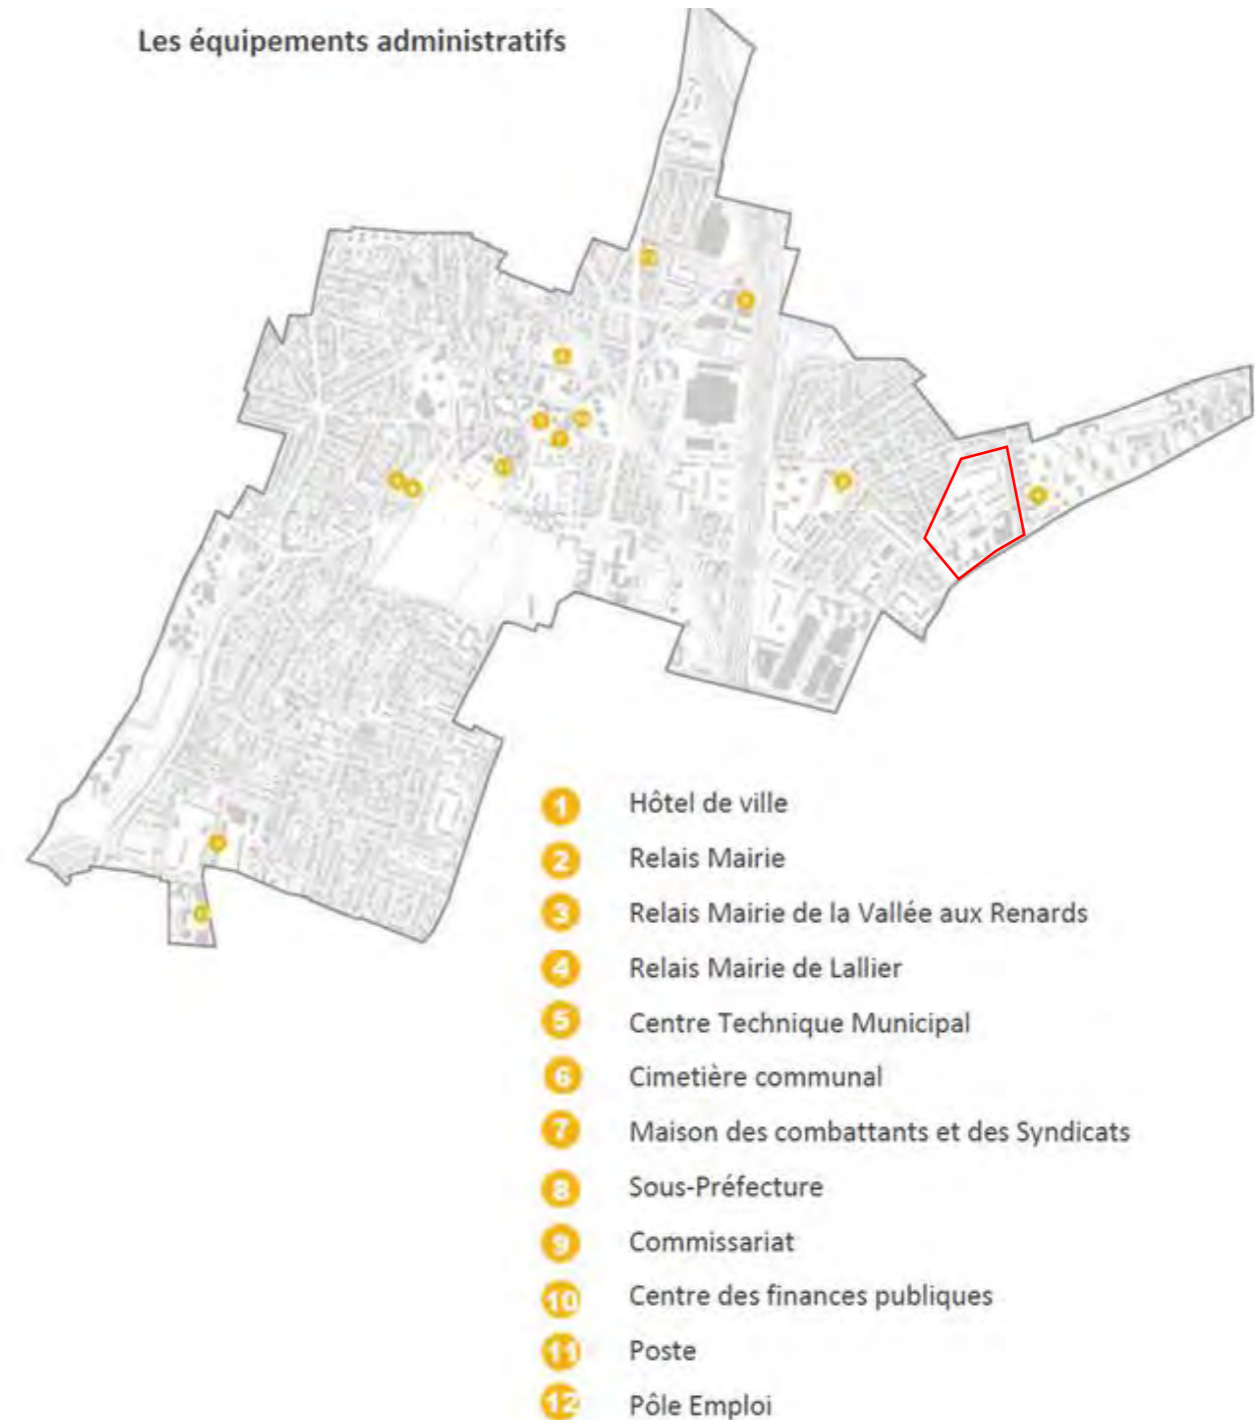 Les équipements administratifs
1 Hôtel de ville
2 Relais Mairie
3 Relais Mairie de la Vallée aux Renards
4 Relais Mairie de Lallier
5 Centre Technique Municipal
6 Cimetière communal
7 Maison des combattants et des Syndicats
8 Sous-Préfecture
9 Commissariat
10 Centre des finances publiques
11 Poste
12 Pôle Emploi